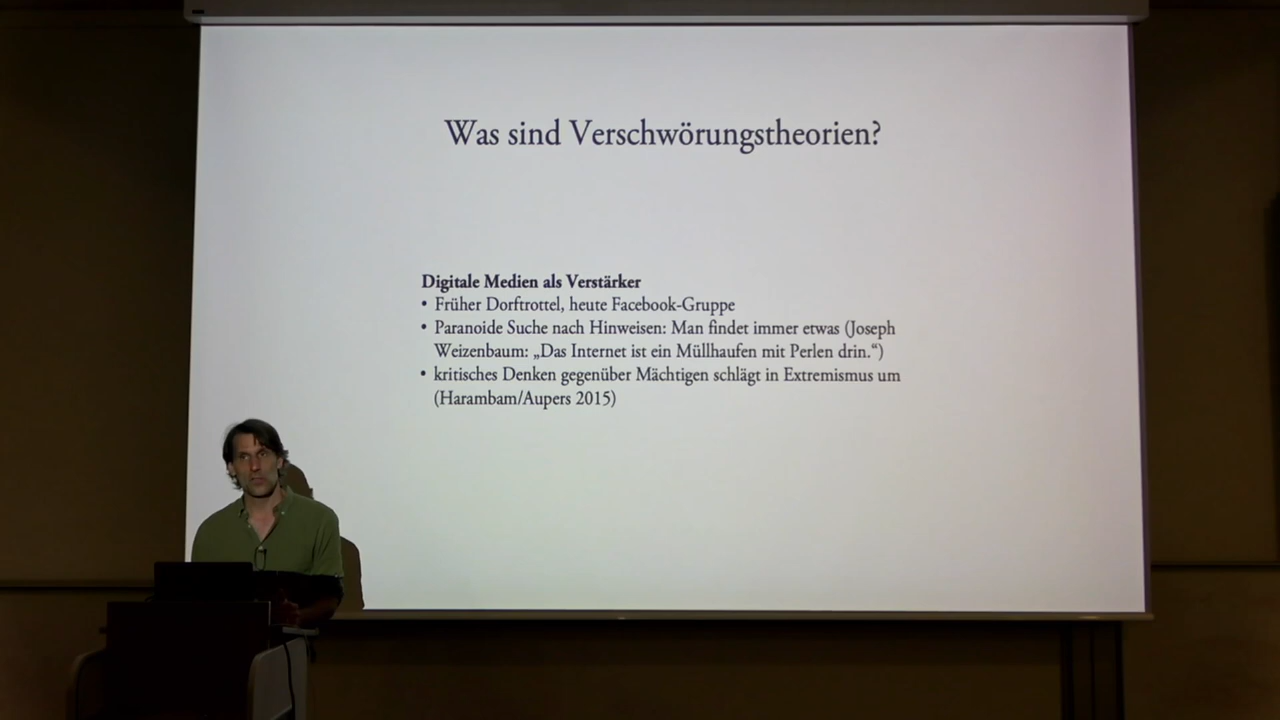 Was sind Verschwörungstheorien?
Digitale Medien als Verstärker
• Früher Dorftrottel, heute Facebook-Gruppe
• Paranoide Suche nach Hinweisen: Man findet immer etwas (Joseph
Weizenbaum: „Das Internet ist ein Müllhaufen mit Perlen drin.“)
• kritisches Denken gegenüber Mächtigen schlägt in Extremismus um
(Harambam/Aupers 2015)